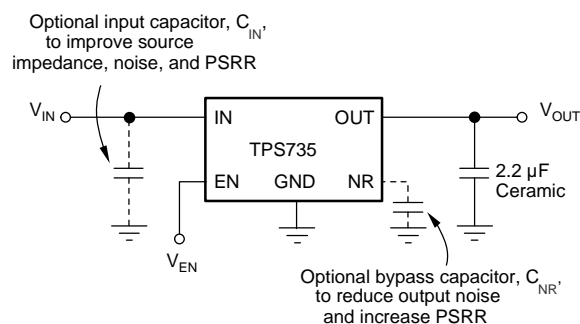 Optional input capacitor, C_IN,
to improve source
impedance, noise, and PSRR
V_IN
IN
OUT
V_OUT
TPS735
EN
GND
NR
2.2 µF
Ceramic
V_EN
Optional bypass capacitor, C_NR,
to reduce output noise
and increase PSRR